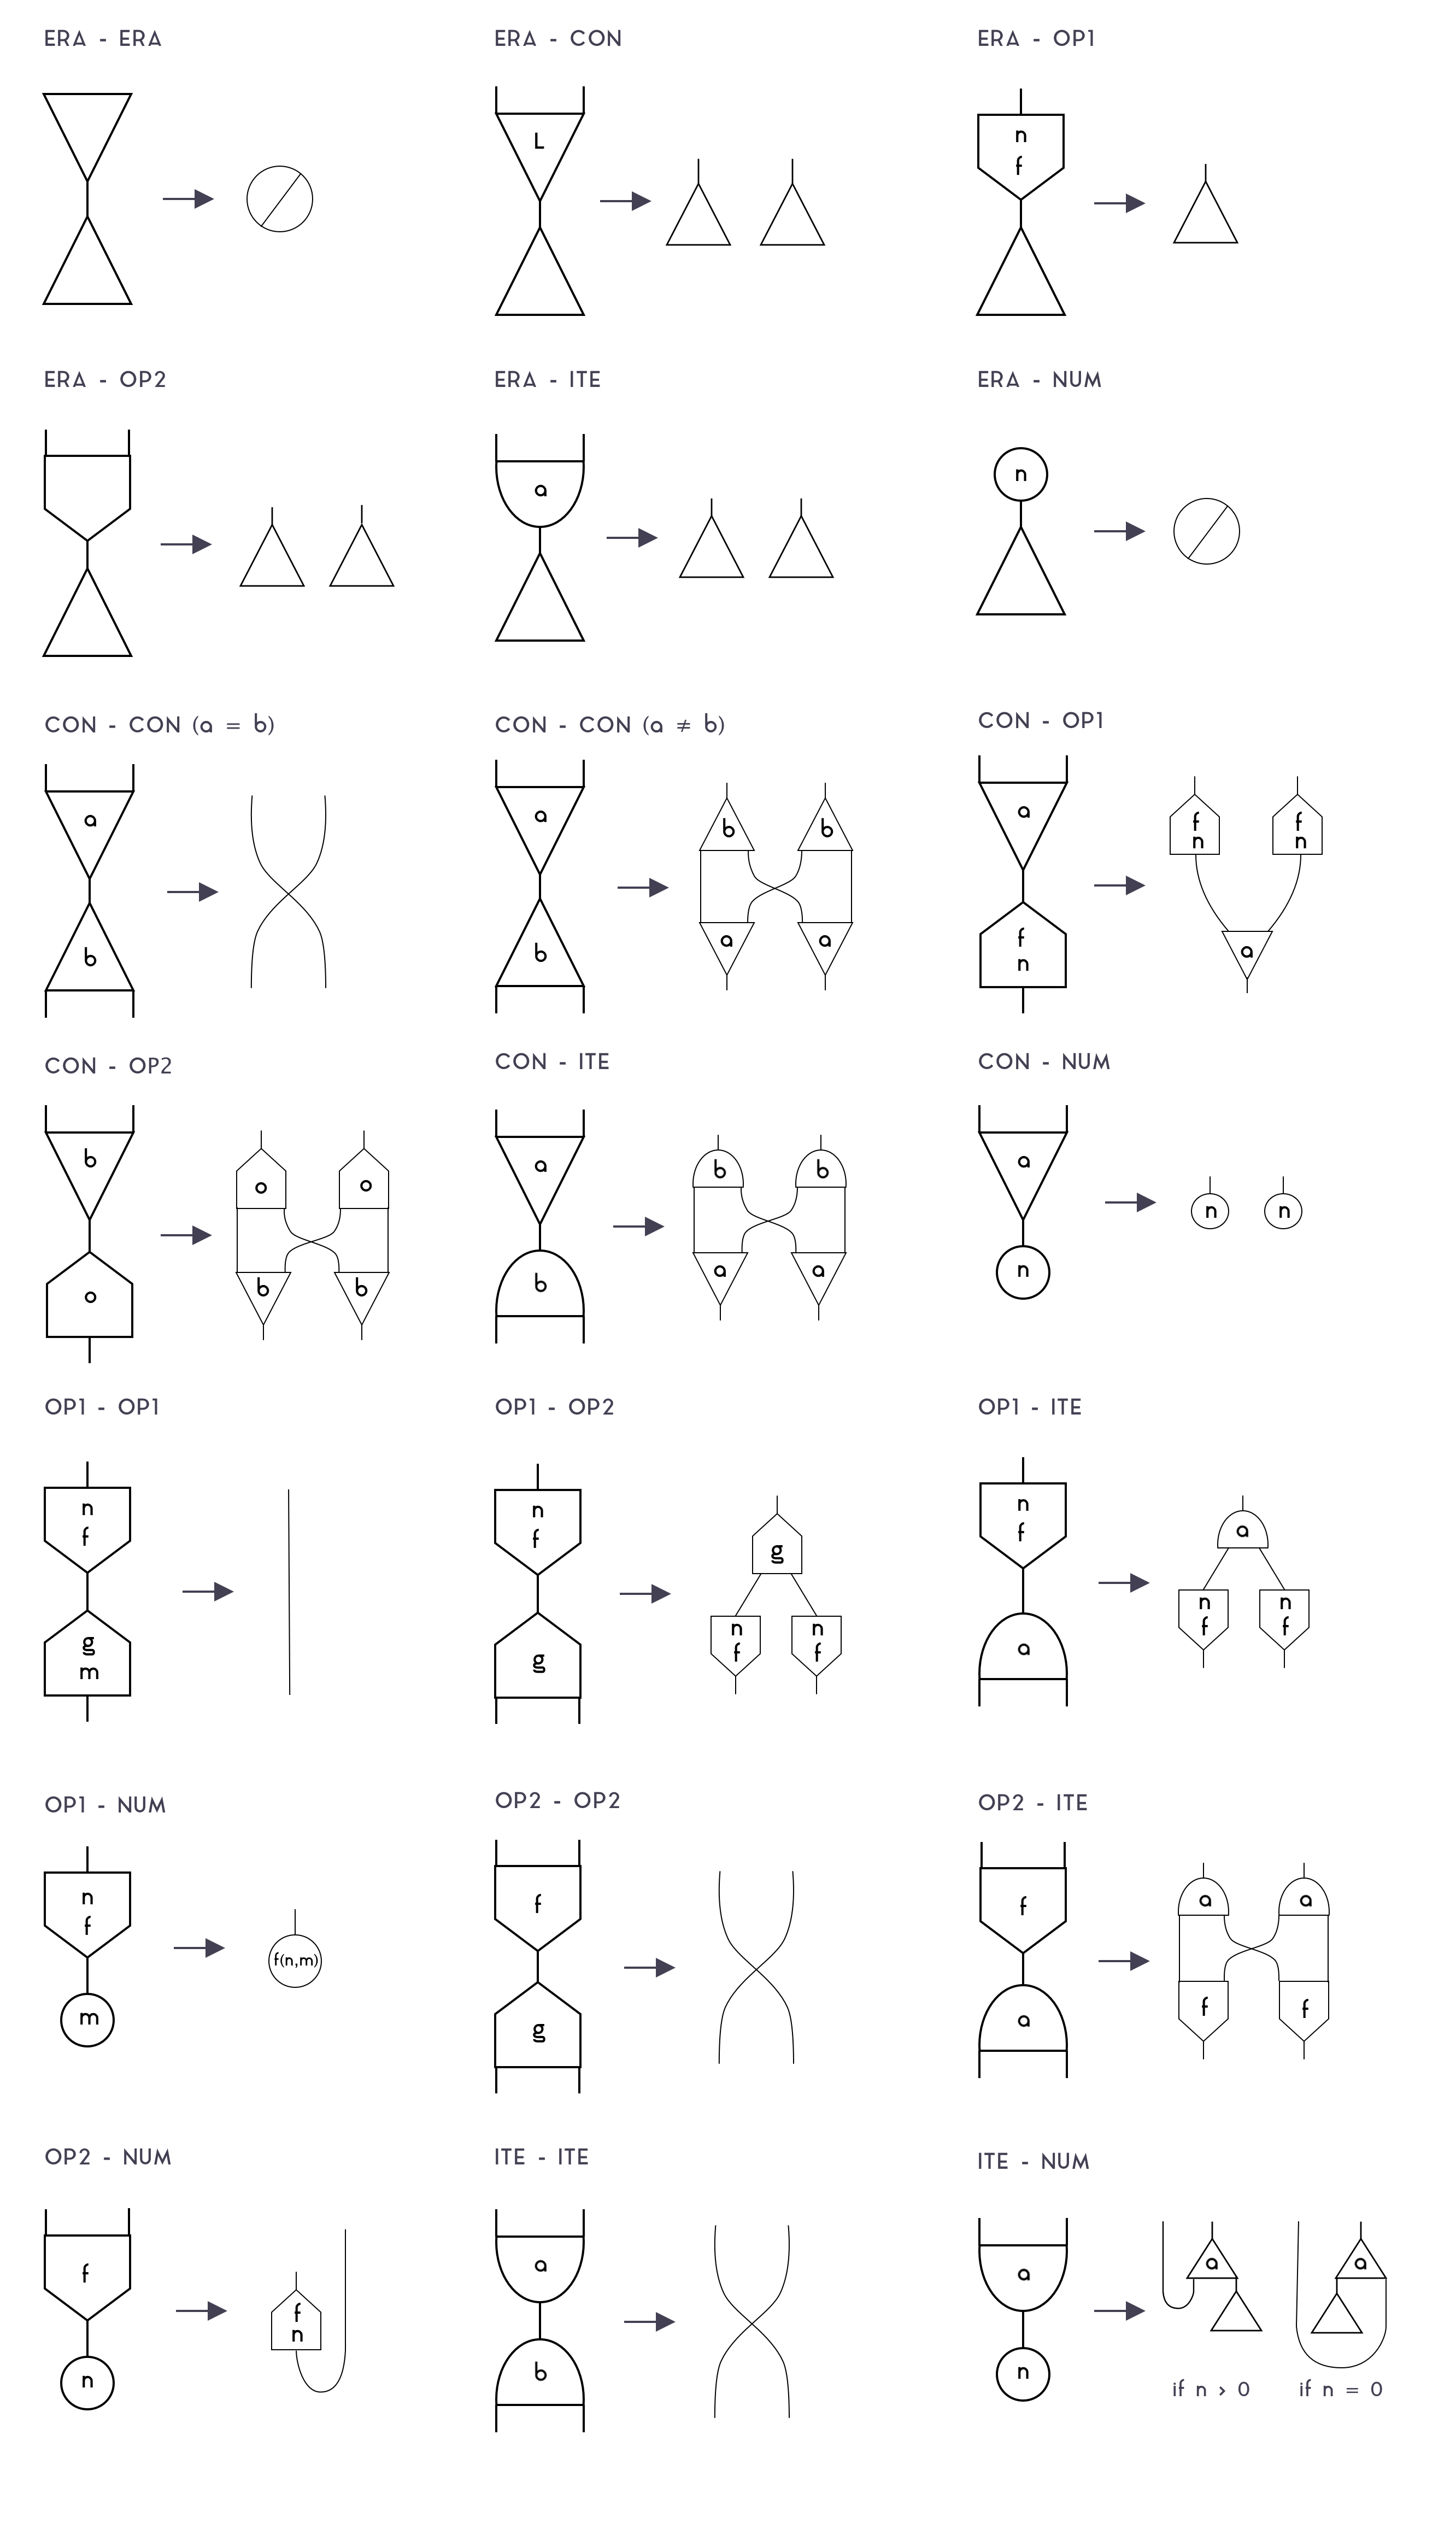 ERA - ERA
ERA - CON
ERA - OP1
L
n
f
ERA - OP2
ERA - ITE
ERA - NUM
a
n
CON - CON (a = b)
CON - CON (a ≠ b)
CON - OP1
a
b
a
b
b b
a a
a
f
n
f
n
f
n
a
CON - OP2
CON - ITE
CON - NUM
b
o
o o
b b
a
b
b b
a a
a
n
n n
OP1 - OP1
OP1 - OP2
OP1 - ITE
n
f
g
m
n
f
g
g
n
f
n
f
n
f
a
a
n
f
n
f
OP1 - NUM
OP2 - OP2
OP2 - ITE
n
f
m
f(n,m)
f
g
f
a
a a
f f
OP2 - NUM
ITE - ITE
ITE - NUM
f
n
f
n
a
b
a
n
a
a
if n > 0
if n = 0